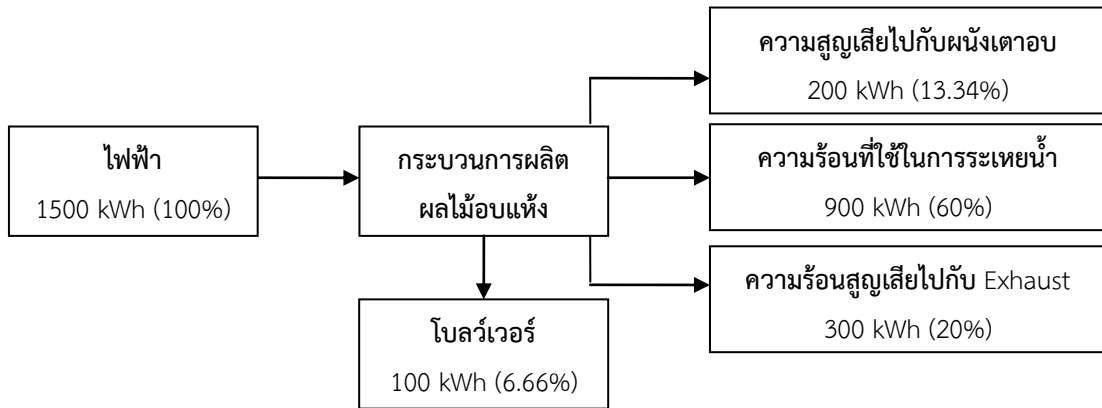 ความสูญเสียไปกับผนังเตาอบ
200 kWh (13.34%)
ไฟฟ้า
1500 kWh (100%)
กระบวนการผลิต
ผลไม้อบแห้ง
ความร้อนที่ใช้ในการระเหยน้ำ
900 kWh (60%)
ความร้อนสูญเสียไปกับ Exhaust
300 kWh (20%)
โบลว์เวอร์
100 kWh (6.66%)